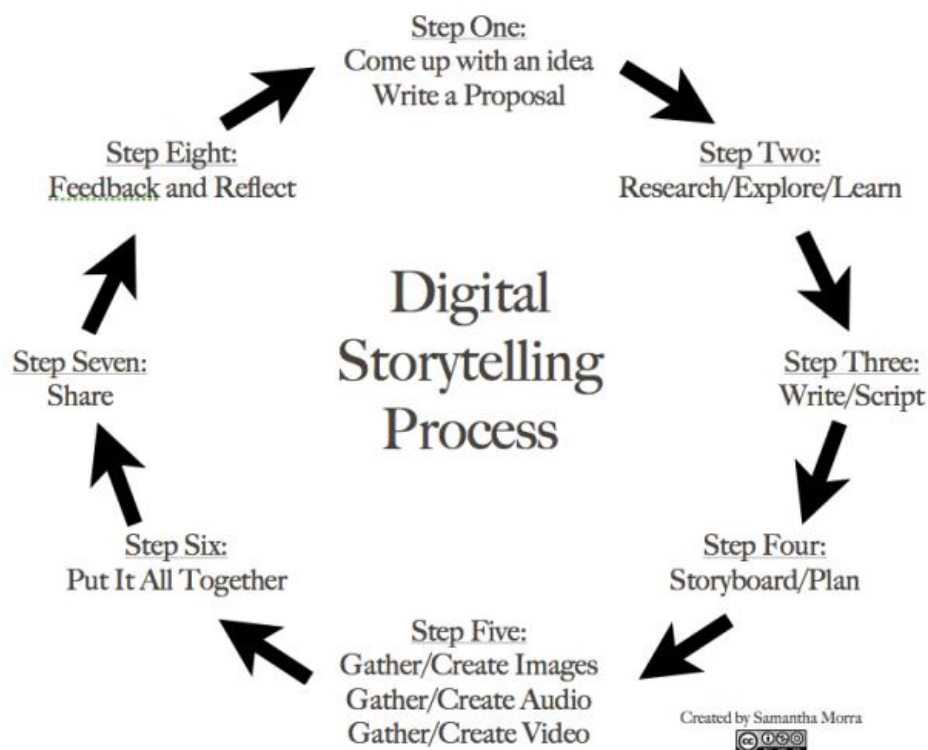 Step One:
Come up with an idea
Write a Proposal
Step Two:
Research/Explore/Learn
Step Three:
Write/Script
Step Four:
Storyboard/Plan
Step Five:
Gather/Create Images
Gather/Create Audio
Gather/Create Video
Step Six:
Put It All Together
Step Seven:
Share
Step Eight:
Feedback and Reflect
Digital
Storytelling
Process
Created by Samantha Morra
cc